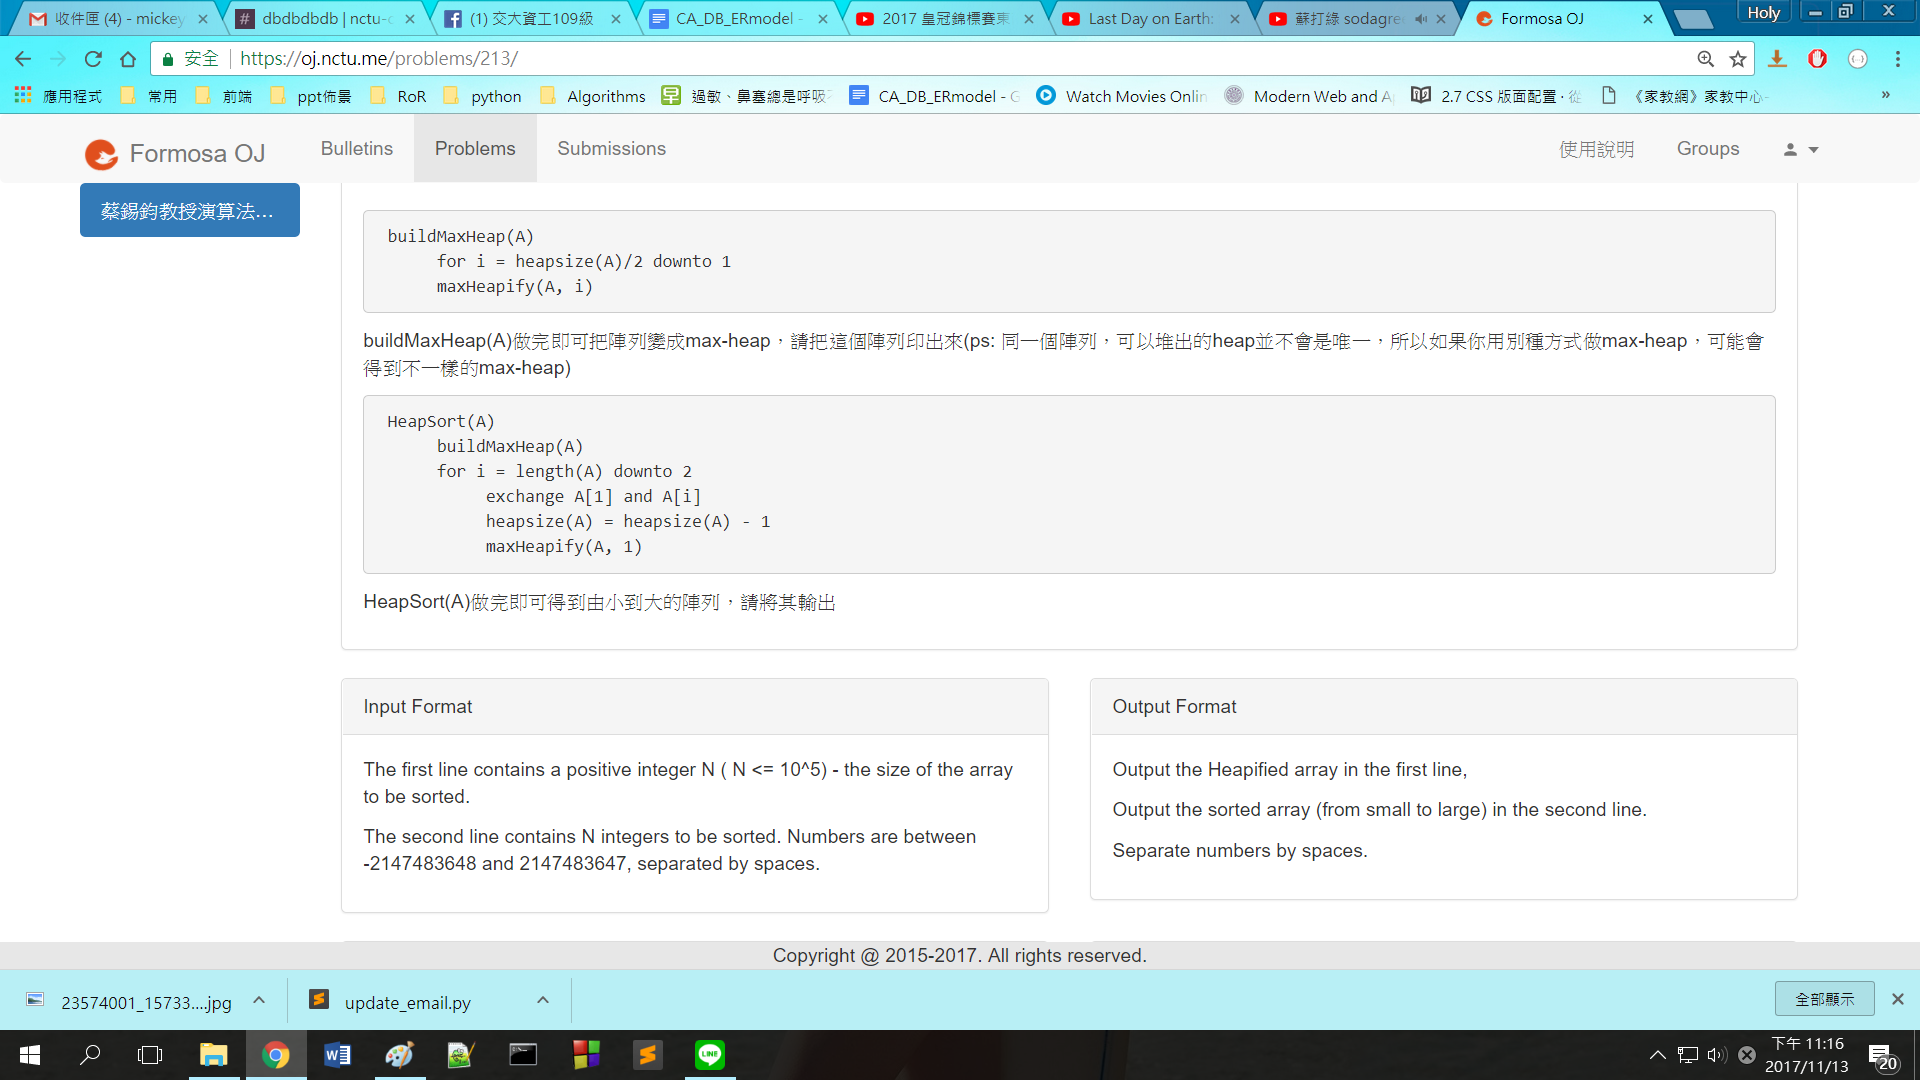 收件匣 (4) - mickey
dbdbdbdb | nctu-c
(1) 交大資工109級
CA_DB_ERmodel -
2017 皇冠錦標賽東
Last Day on Earth:
蘇打綠 sodagree
Formosa OJ
Holy
安全
https://oj.nctu.me/problems/213/
應用程式
常用
前端
ppt佈景
RoR
python
Algorithms
過敏、鼻塞總是呼吸不
CA_DB_ERmodel - G
Watch Movies Onlin
Modern Web and Ap
2.7 CSS 版面配置 · 從
《家教網》家教中心-
»
Formosa OJ
Bulletins
Problems
Submissions
使用說明
Groups
蔡錫鈞教授演算法...
buildMaxHeap(A)
for i = heapsize(A)/2 downto 1
maxHeapify(A, i)
buildMaxHeap(A)做完即可把陣列變成max-heap，請把這個陣列印出來(ps: 同一個陣列，可以堆出的heap並不會是唯一，所以如果你用別種方式做max-heap，可能會
得到不一樣的max-heap)
HeapSort(A)
buildMaxHeap(A)
for i = length(A) downto 2
exchange A[1] and A[i]
heapsize(A) = heapsize(A) - 1
maxHeapify(A, 1)
HeapSort(A)做完即可得到由小到大的陣列，請將其輸出
Input Format
The first line contains a positive integer N ( N <= 10^5) - the size of the array
to be sorted.
The second line contains N integers to be sorted. Numbers are between
-2147483648 and 2147483647, separated by spaces.
Output Format
Output the Heapified array in the first line,
Output the sorted array (from small to large) in the second line.
Separate numbers by spaces.
Copyright @ 2015-2017. All rights reserved.
23574001_15733....jpg
update_email.py
全部顯示
下午 11:16
2017/11/13
20
LINE